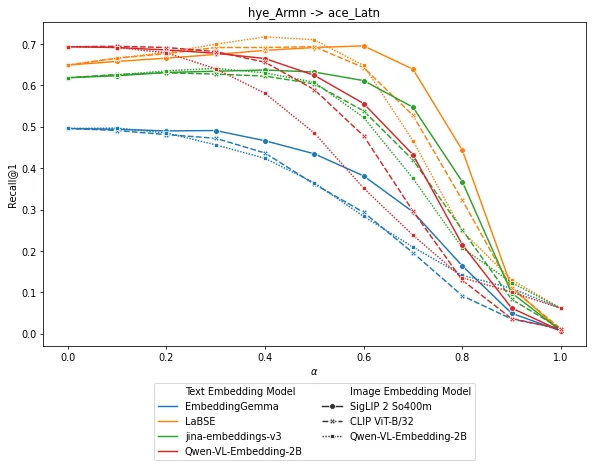 hye_Armn -> ace_Latn
Recall@1
0.7
0.6
0.5
0.4
0.3
0.2
0.1
0.0
0.0 0.2 0.4 0.6 0.8 1.0
α
Text Embedding Model
EmbeddingGemma
LaBSE
jina-embeddings-v3
Qwen-VL-Embedding-2B
Image Embedding Model
SigLIP 2 So400m
CLIP ViT-B/32
Qwen-VL-Embedding-2B